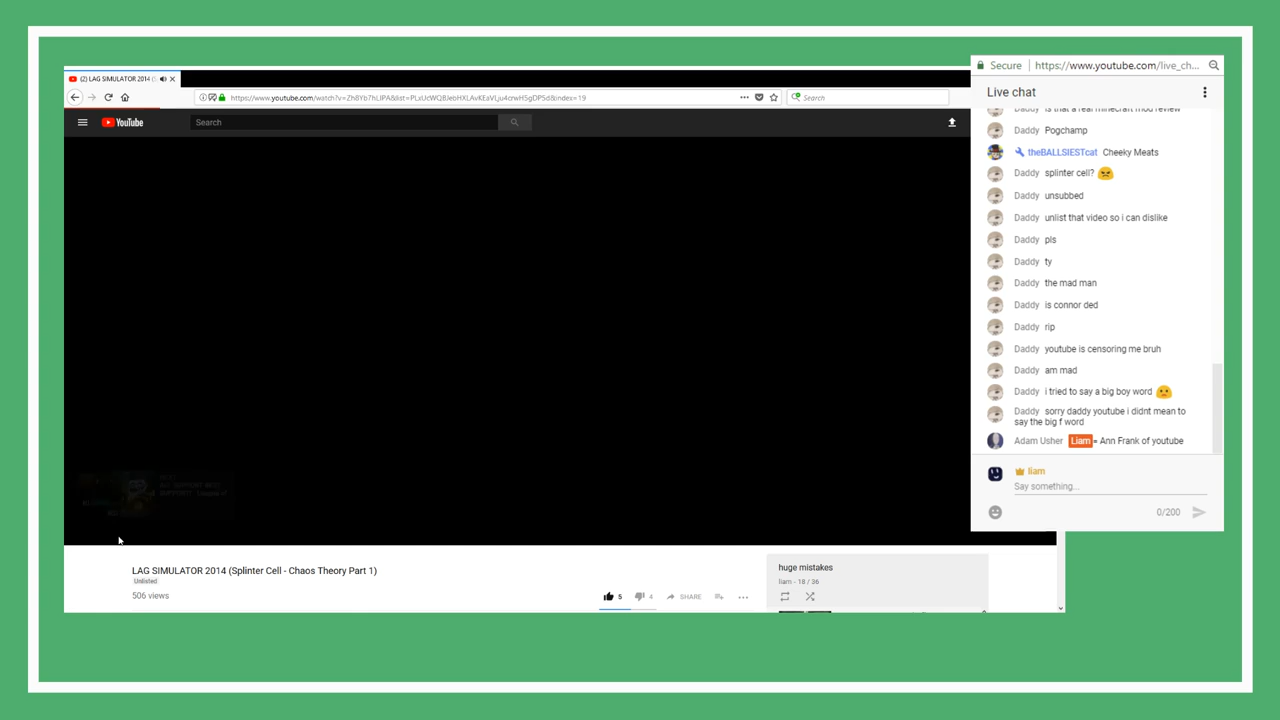 (2) LAG SIMULATOR 2014 (
https://www.youtube.com/watch?v=Zh8Yb7hLIPA&list=PLxUcWQBJebHXLAvKEaVLju4crwH5gDPSd&index=19
Search
YouTube
Search
LAG SIMULATOR 2014 (Splinter Cell - Chaos Theory Part 1)
Unlisted
506 views
5
4
SHARE
huge mistakes
liam - 18 / 36
Secure
https://www.youtube.com/live_ch...
Live chat
Daddy is that a real minecraft mod review
Daddy Pogchamp
theBALLSIESTcat Cheeky Meats
Daddy splinter cell?
Daddy unsubbed
Daddy unlist that video so i can dislike
Daddy pls
Daddy ty
Daddy the mad man
Daddy is connor ded
Daddy rip
Daddy youtube is censoring me bruh
Daddy am mad
Daddy i tried to say a big boy word
Daddy sorry daddy youtube i didnt mean to
say the big f word
Adam Usher Liam = Ann Frank of youtube
liam
Say something...
0/200